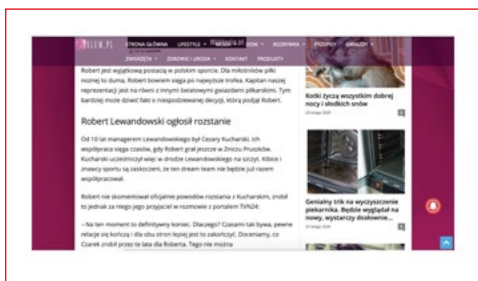 STRONA GŁÓWNA LIFESTYLE MODA DOM ROZRYWKA PRZEPISY GWIAZDY
ZWIERZĘTA ZDROWIE I URODA KONTAKT PRODUKTY
Robert jest wyjątkową postacią w polskim sporcie. Dla miłośników piłki
nożnej to duma, Robert bowiem sięga po najwyższe trofea. Kapitan naszej
reprezentacji jest na równi z innymi światowymi gwiazdami piłkarskimi. Tym
bardziej może dziwić fakt o niespodziewanej decyzji, którą podjął Robert.
Robert Lewandowski ogłosił rozstanie
Od 10 lat managerem Lewandowskiego był Cezary Kucharski. Ich
współpraca sięga czasów, gdy Robert grał jeszcze w Zniczu Pruszków.
Kucharski uczestniczył więc w drodze Lewandowskiego na szczyt. Kibice i
znawcy sportu są zaskoczeni, że ten dream team nie będzie już razem
współpracował.
Robert nie skomentował oficjalnie powodów rozstania z Kucharskim, zrobił
to jednak za niego jego przyjaciel w rozmowie z portalem TVN24:
– Na ten moment to definitywny koniec. Dlaczego? Czasami tak bywa, pewne
relacje się kończą i dla obu stron lepiej jest to zakończyć. Doceniamy, co
Czarek zrobił przez te lata dla Roberta. Tego nie można
Kotki życzą wszystkim dobrej
nocy i słodkich snów
Genialny trik na wyczyszczenie
piekarnika. Będzie wyglądał na
nowy, wystarczy dosłownie...